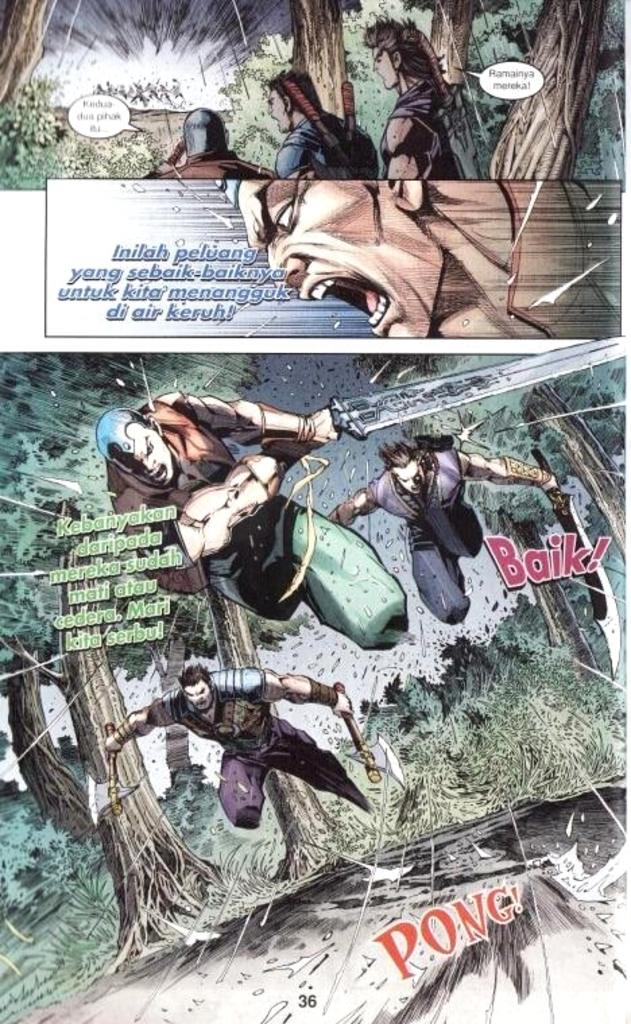 Kedua-
dua pihak
itu...
Ramainya
mereka!
Inilah peluang
yang sebaik-baiknya
untuk kita menangguk
di air keruh!
Kebanyakan
daripada
mereka sudah
mati atau
cedera. Mari
kita serbu!
Baik!
PONG!
36